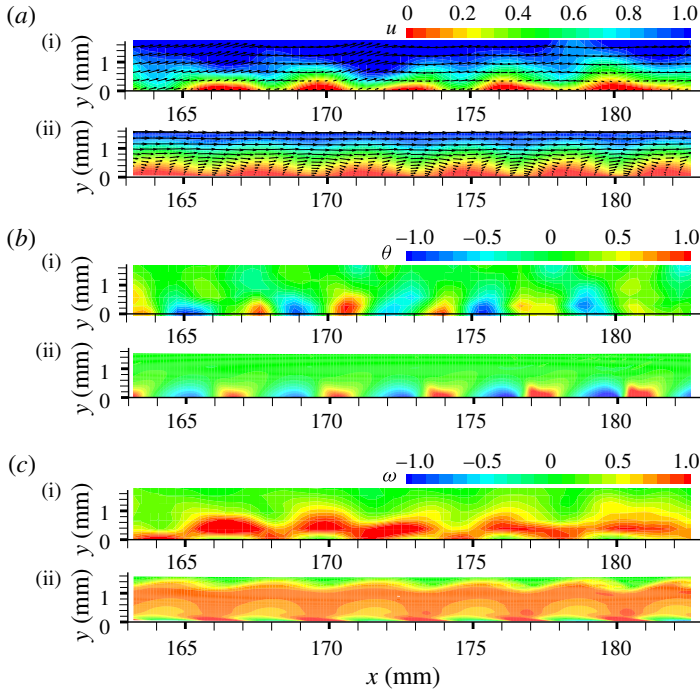 (a)
u 0 0.2 0.4 0.6 0.8 1.0
(i)
y (mm)
1
0
165 170 175 180
(ii)
y (mm)
1
0
165 170 175 180
(b)
θ −1.0 −0.5 0 0.5 1.0
(i)
y (mm)
1
0
165 170 175 180
(ii)
y (mm)
1
0
165 170 175 180
(c)
ω −1.0 −0.5 0 0.5 1.0
(i)
y (mm)
1
0
165 170 175 180
(ii)
y (mm)
1
0
165 170 175 180
x (mm)